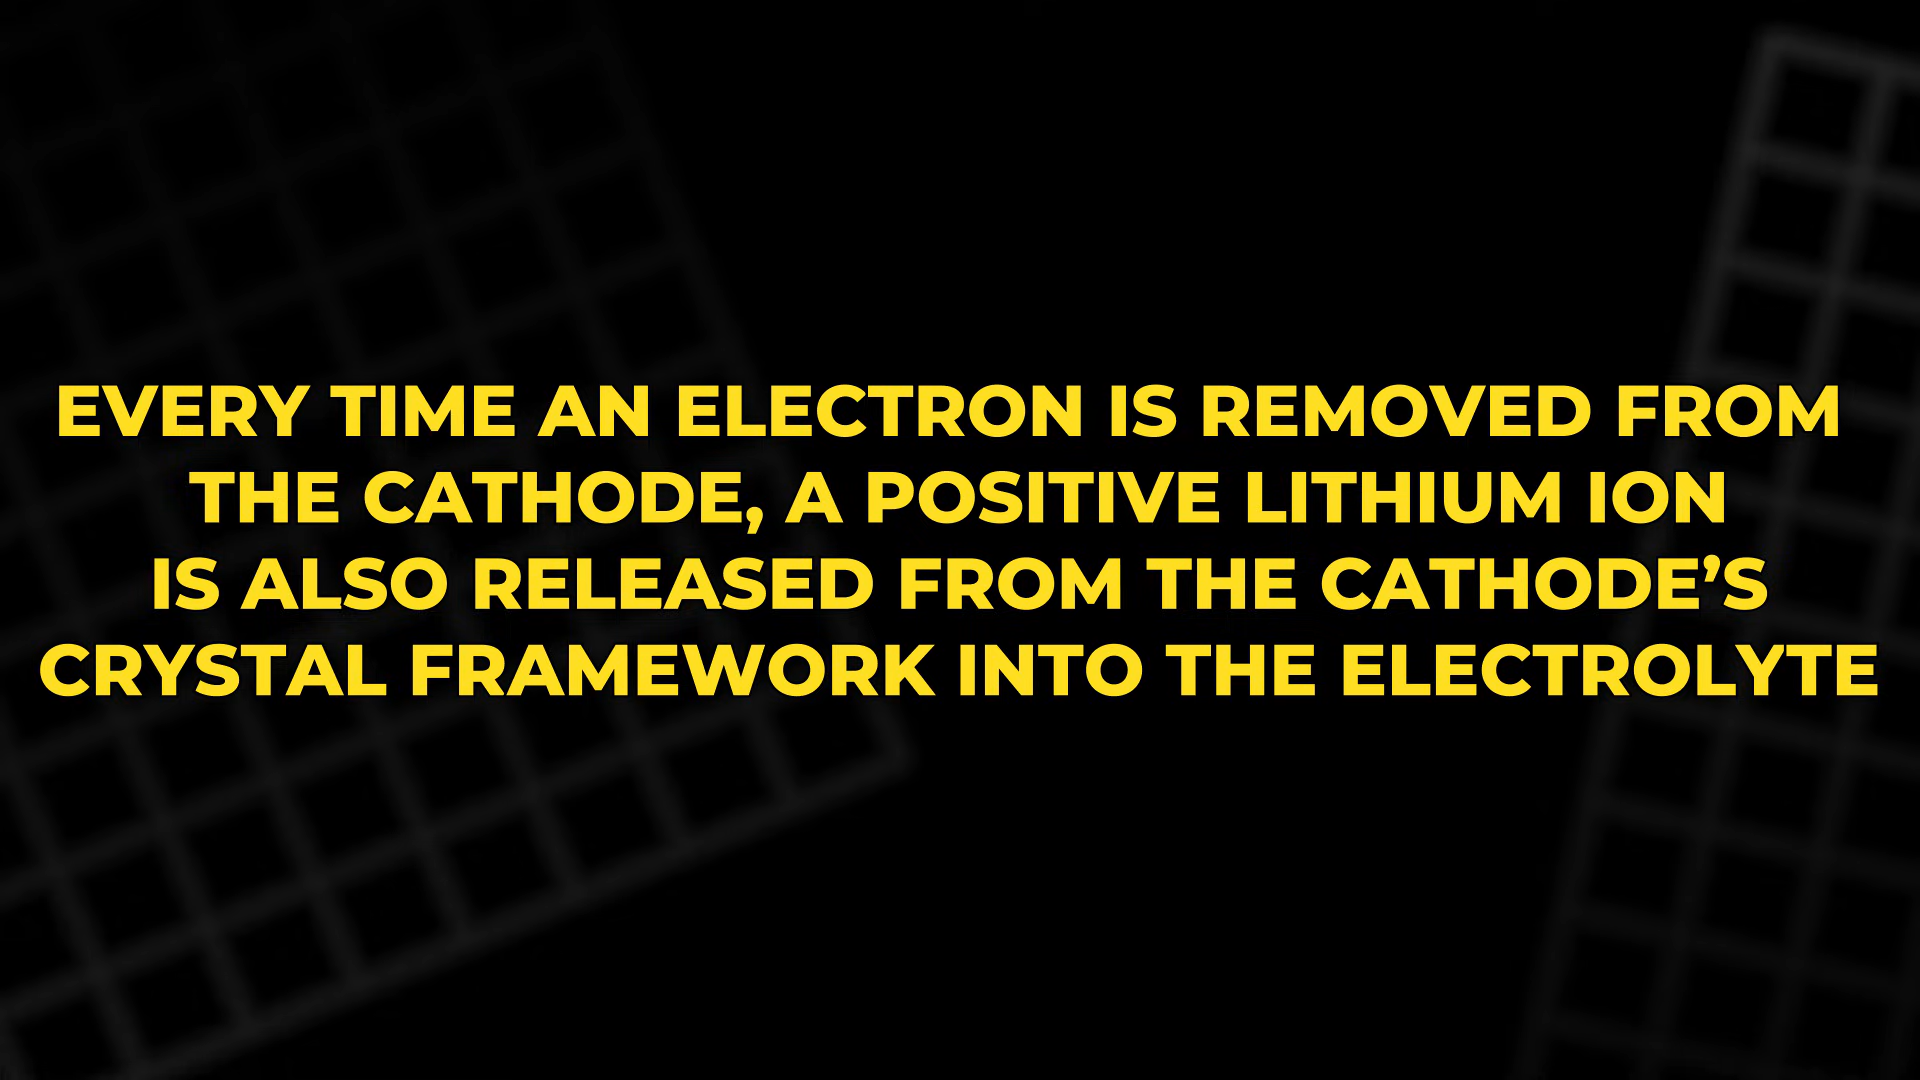 EVERY TIME AN ELECTRON IS REMOVED FROM
THE CATHODE, A POSITIVE LITHIUM ION
IS ALSO RELEASED FROM THE CATHODE’S
CRYSTAL FRAMEWORK INTO THE ELECTROLYTE